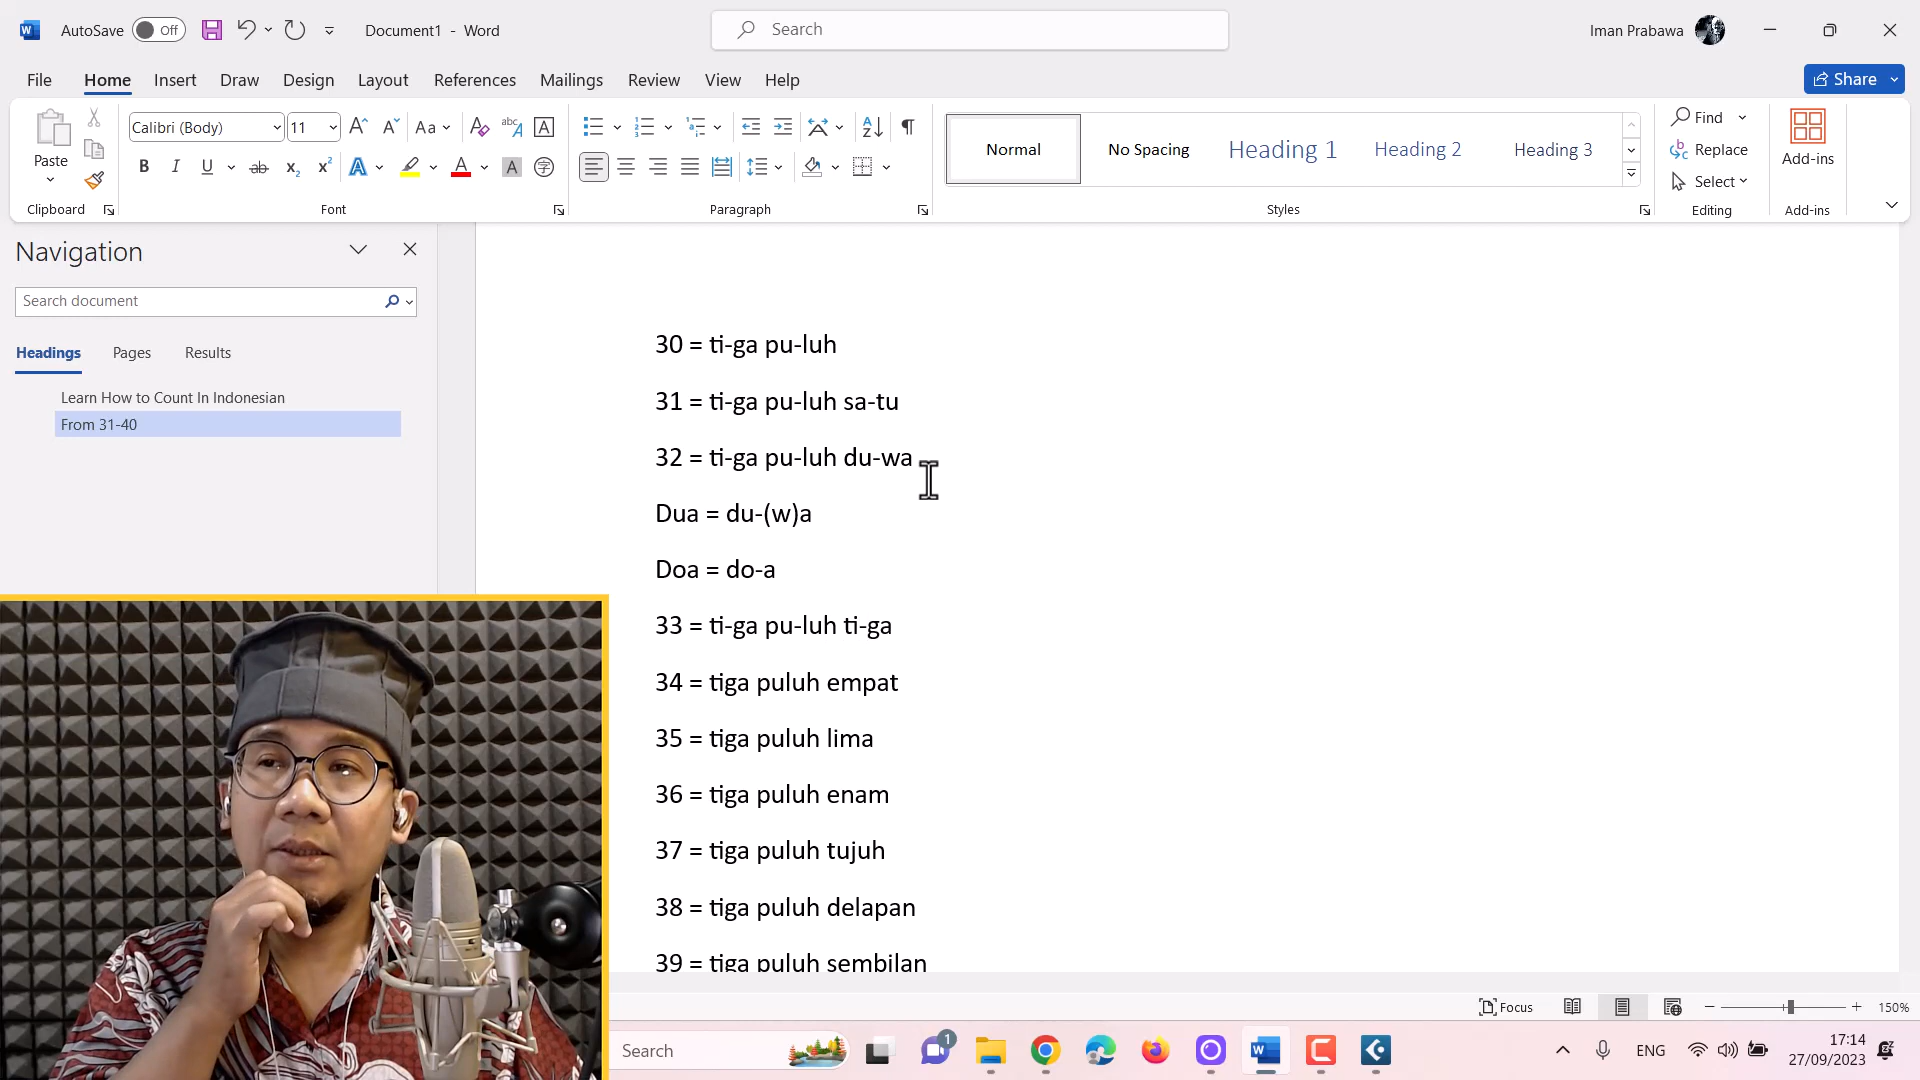 AutoSave Off Document1 - Word Search Iman Prabawa
File Home Insert Draw Design Layout References Mailings Review View Help Share
Paste Calibri (Body) 11 Aa Normal No Spacing Heading 1 Heading 2 Heading 3 Find Replace Select Add-ins
Clipboard Font Paragraph Styles Editing Add-ins
Navigation
Search document
Headings Pages Results
Learn How to Count In Indonesian
From 31-40
30 = ti-ga pu-luh
31 = ti-ga pu-luh sa-tu
32 = ti-ga pu-luh du-wa
Dua = du-(w)a
Doa = do-a
33 = ti-ga pu-luh ti-ga
34 = tiga puluh empat
35 = tiga puluh lima
36 = tiga puluh enam
37 = tiga puluh tujuh
38 = tiga puluh delapan
39 = tiga puluh sembilan
Focus 150%
Search 1 ENG 17:14
27/09/2023